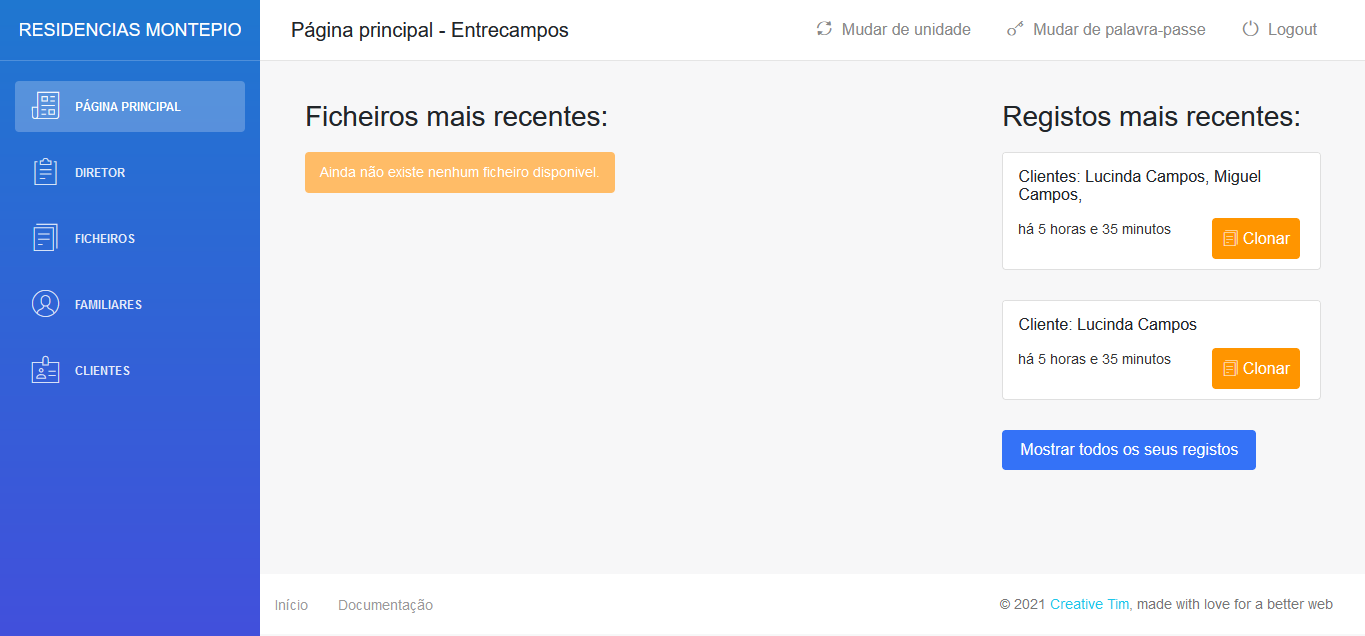 RESIDENCIAS MONTEPIO
Página principal - Entrecampos
Mudar de unidade
Mudar de palavra-passe
Logout
PÁGINA PRINCIPAL
DIRETOR
FICHEIROS
FAMILIARES
CLIENTES
Ficheiros mais recentes:
Ainda não existe nenhum ficheiro disponivel.
Registos mais recentes:
Clientes: Lucinda Campos, Miguel
Campos,
há 5 horas e 35 minutos
Clonar
Cliente: Lucinda Campos
há 5 horas e 35 minutos
Clonar
Mostrar todos os seus registos
Início
Documentação
© 2021 Creative Tim, made with love for a better web